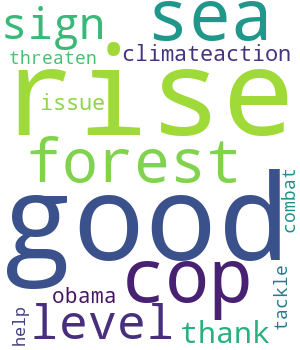 sign sea
threaten climateaction
rise
issue
forest
good
combat
cop
tackle
obama
level
help
thank